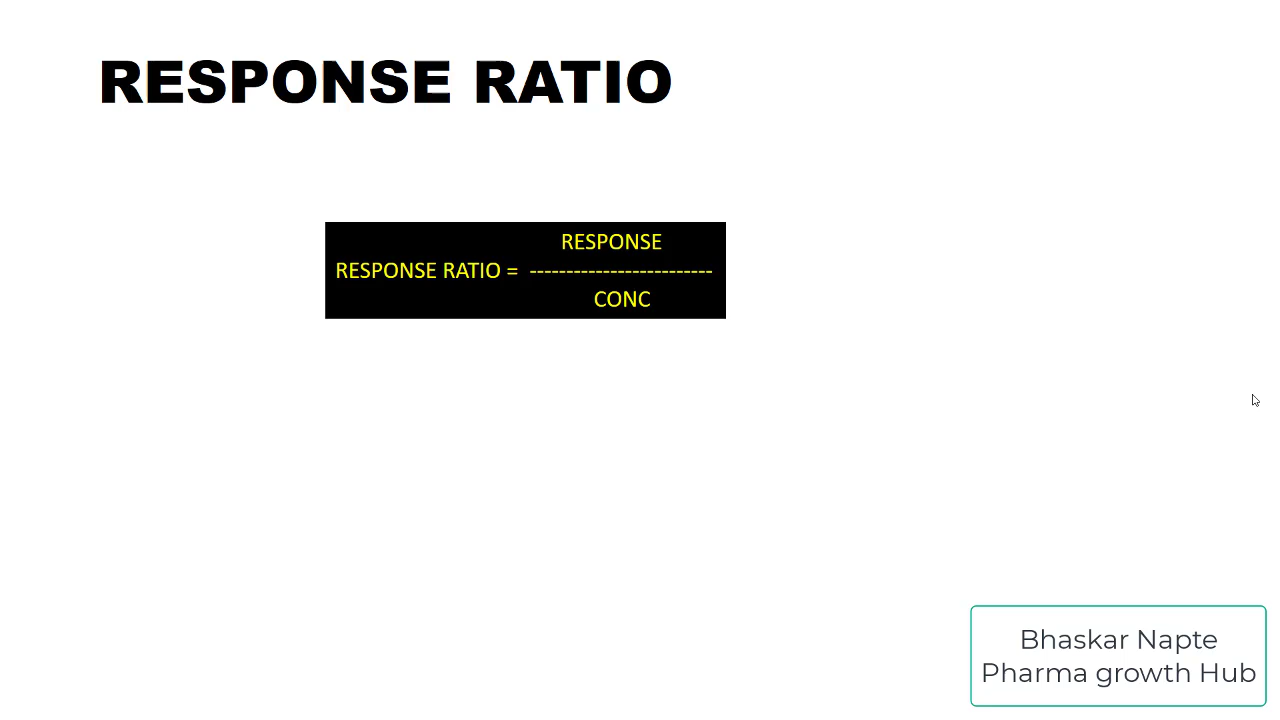 RESPONSE RATIO
RESPONSE
RESPONSE RATIO = -------------------------
CONC
Bhaskar Napte
Pharma growth Hub